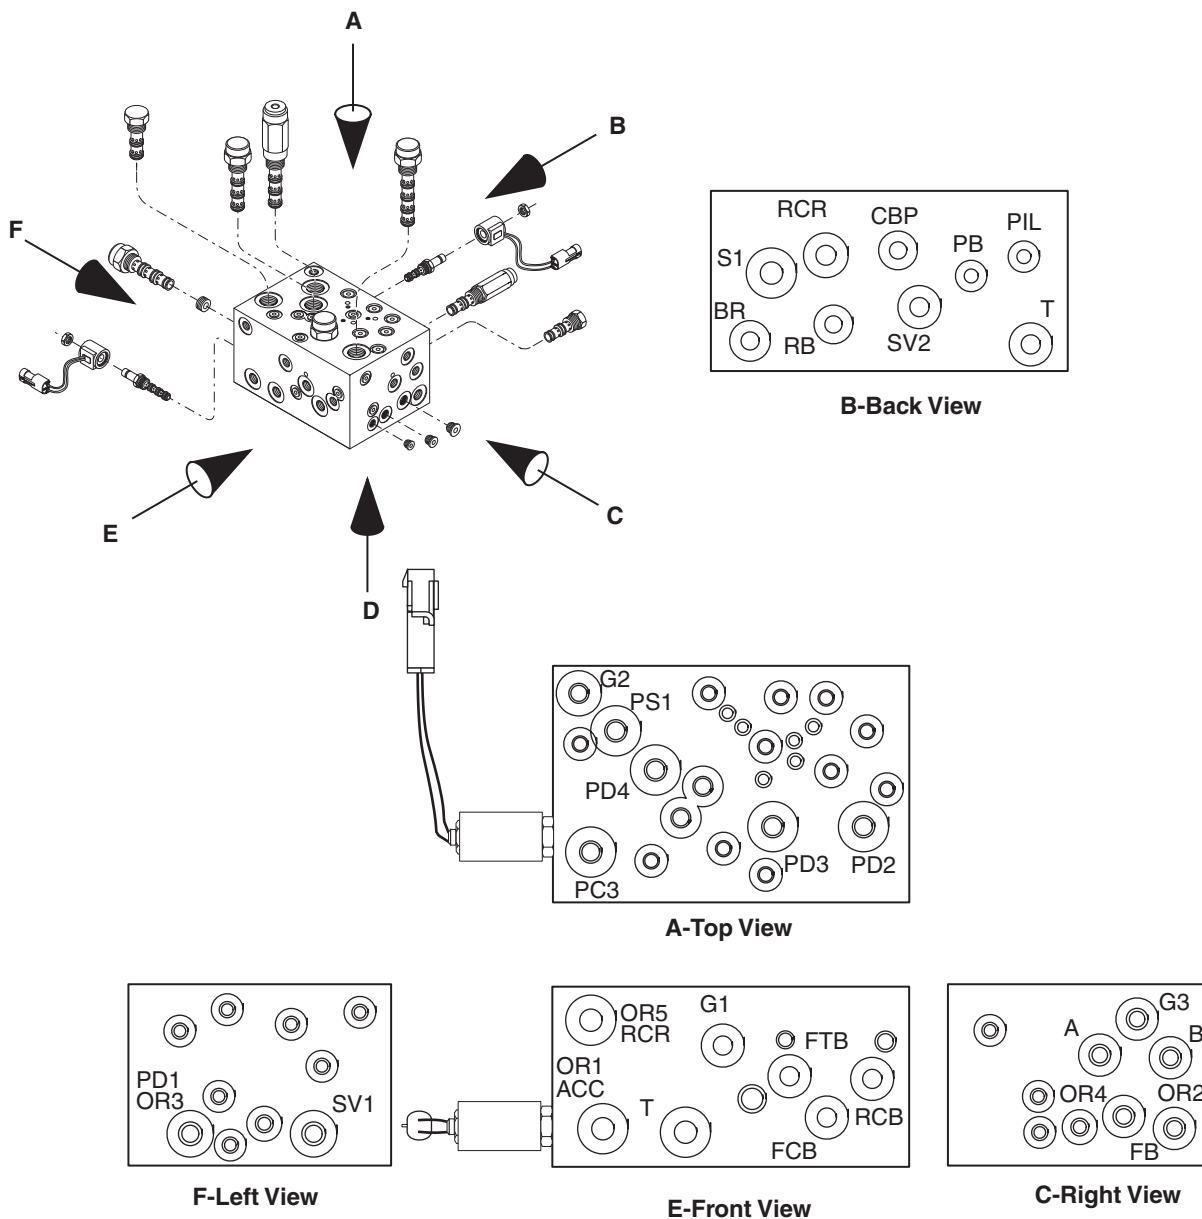 A
B
F
E
D
C
RCR
CBP
PIL
PB
S1
BR
RB
SV2
T
B-Back View
G2
PS1
PD4
PC3
PD3
PD2
A-Top View
PD1
OR3
SV1
F-Left View
OR5
RCR
G1
FTB
OR1
ACC
T
RCB
FCB
E-Front View
G3
A
B
OR4
OR2
FB
C-Right View